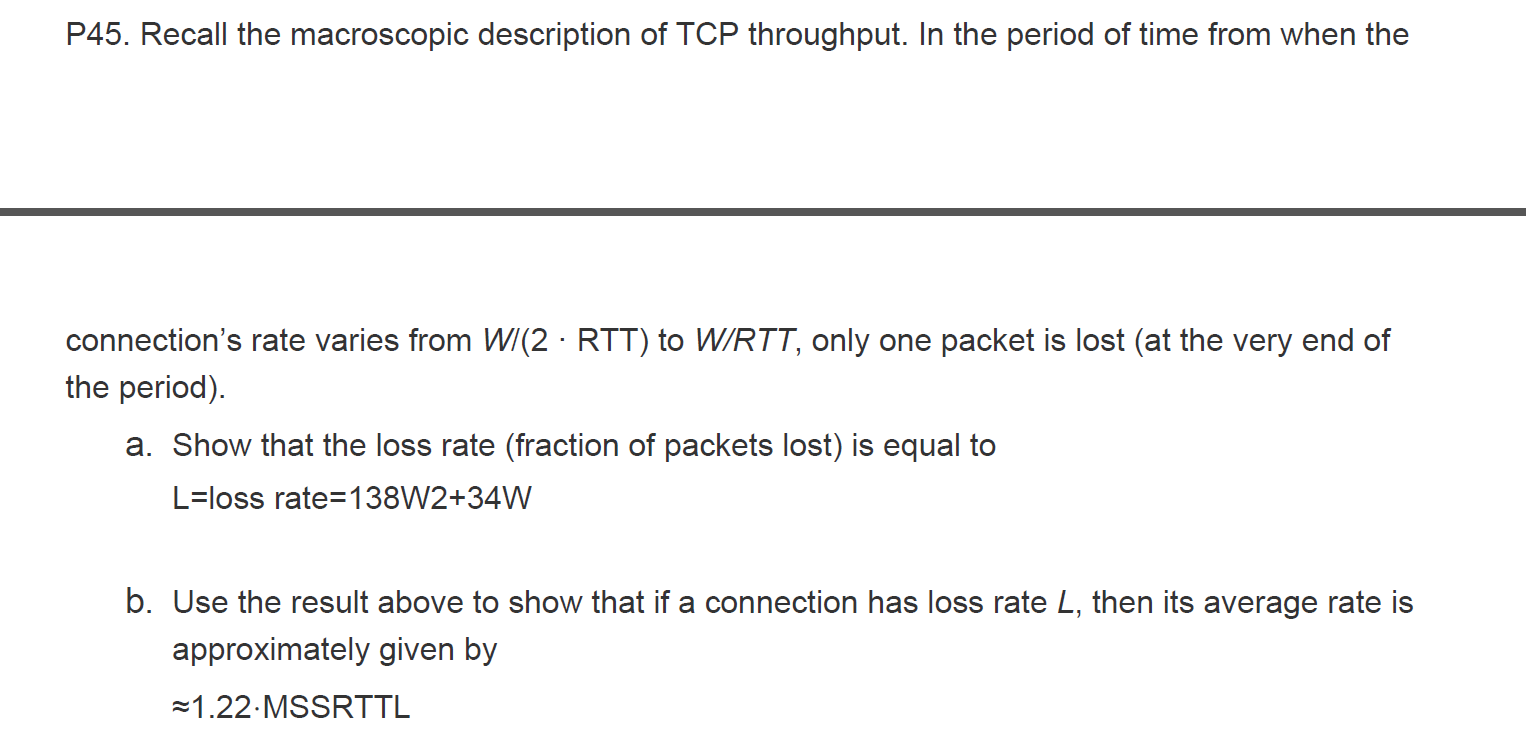 P45. Recall the macroscopic description of TCP throughput. In the period of time from when the
connection’s rate varies from W/(2 · RTT) to W/RTT, only one packet is lost (at the very end of
the period).
a. Show that the loss rate (fraction of packets lost) is equal to
L=loss rate=138W2+34W
b. Use the result above to show that if a connection has loss rate L, then its average rate is
approximately given by
≈1.22·MSSRTTL